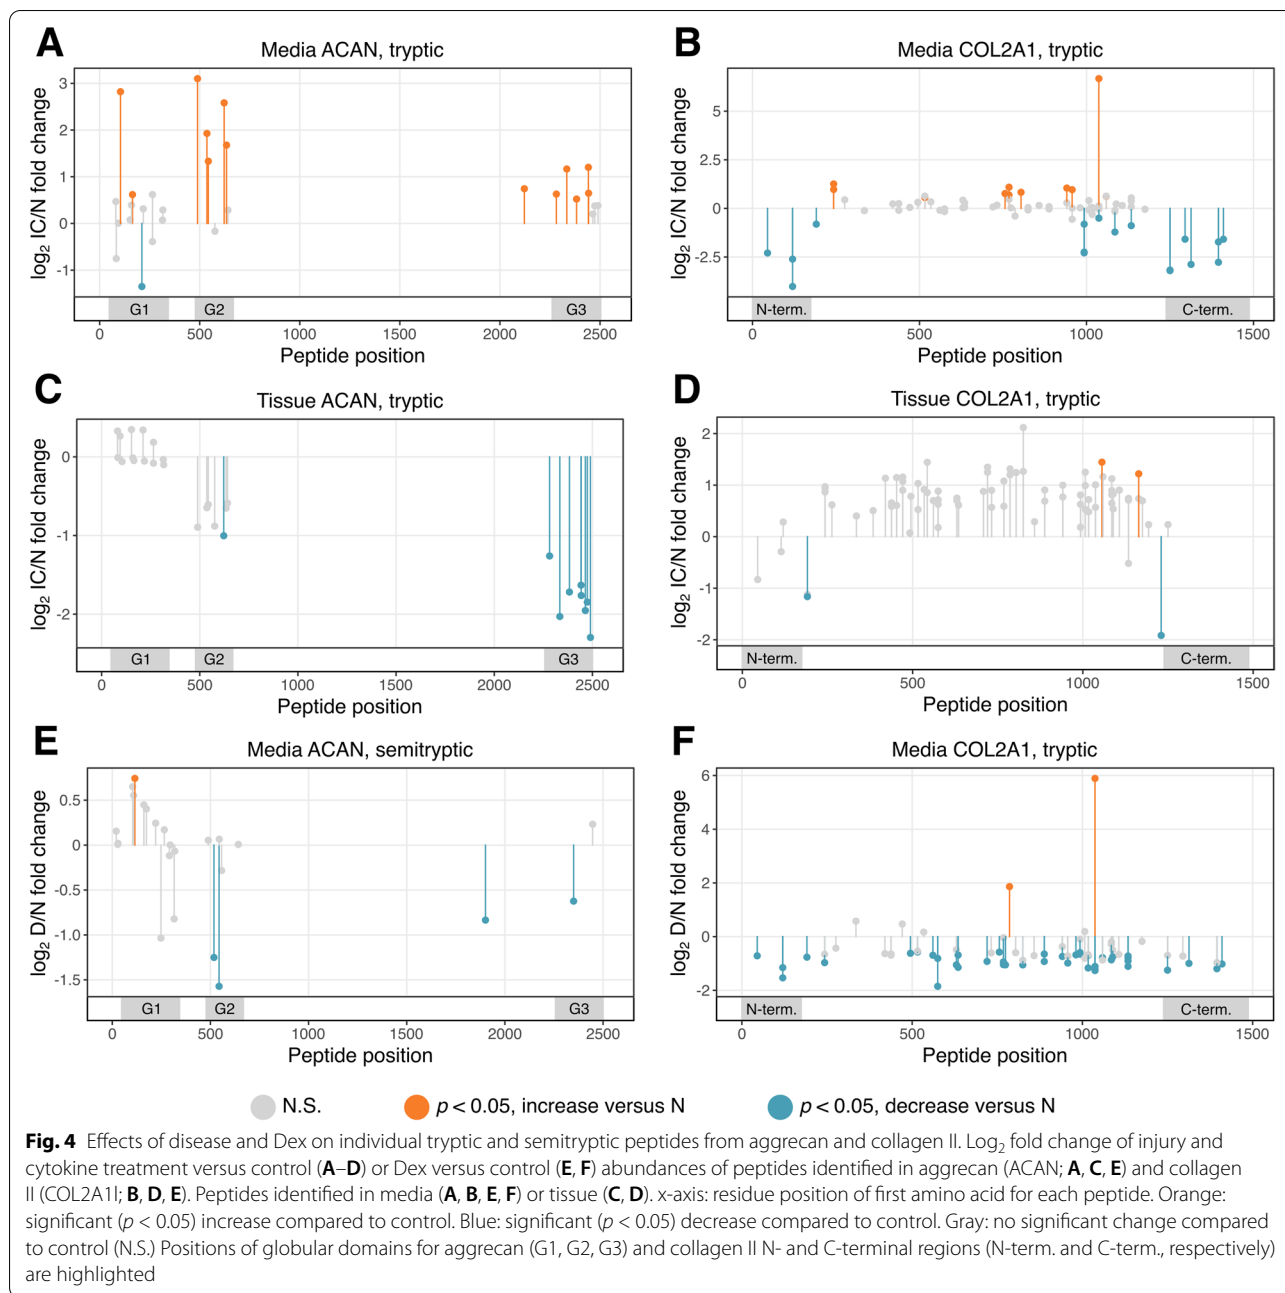 A
Media ACAN, tryptic
log2 IC/N fold change
3
2
1
0
-1
G1 G2 G3
0 500 1000 1500 2000 2500
Peptide position
B
Media COL2A1, tryptic
log2 IC/N fold change
5
2.5
0
-2.5
N-term. C-term.
0 500 1000 1500
Peptide position
C
Tissue ACAN, tryptic
log2 IC/N fold change
0
-1
-2
G1 G2 G3
0 500 1000 1500 2000 2500
Peptide position
D
Tissue COL2A1, tryptic
log2 IC/N fold change
2
1
0
-1
-2
N-term. C-term.
0 500 1000 1500
Peptide position
E
Media ACAN, semitryptic
log2 D/N fold change
0.5
0
-0.5
-1.0
-1.5
G1 G2 G3
0 500 1000 1500 2000 2500
Peptide position
F
Media COL2A1, tryptic
log2 D/N fold change
6
4
2
0
-2
N-term. C-term.
0 500 1000 1500
Peptide position
N.S. p < 0.05, increase versus N p < 0.05, decrease versus N
Fig. 4 Effects of disease and Dex on individual tryptic and semitryptic peptides from aggrecan and collagen II. Log2 fold change of injury and
cytokine treatment versus control (A–D) or Dex versus control (E, F) abundances of peptides identified in aggrecan (ACAN; A, C, E) and collagen
II (COL2A1l; B, D, E). Peptides identified in media (A, B, E, F) or tissue (C, D). x-axis: residue position of first amino acid for each peptide. Orange:
significant (p < 0.05) increase compared to control. Blue: significant (p < 0.05) decrease compared to control. Gray: no significant change compared
to control (N.S.) Positions of globular domains for aggrecan (G1, G2, G3) and collagen II N- and C-terminal regions (N-term. and C-term., respectively)
are highlighted